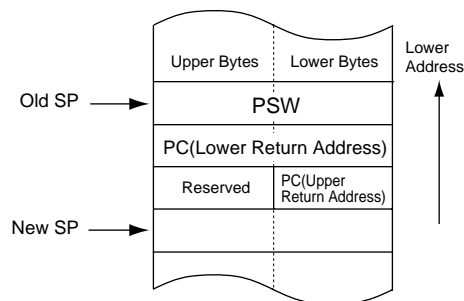 Upper Bytes Lower Bytes
Lower
Address
Old SP
PSW
PC(Lower Return Address)
Reserved
PC(Upper
Return Address)
New SP